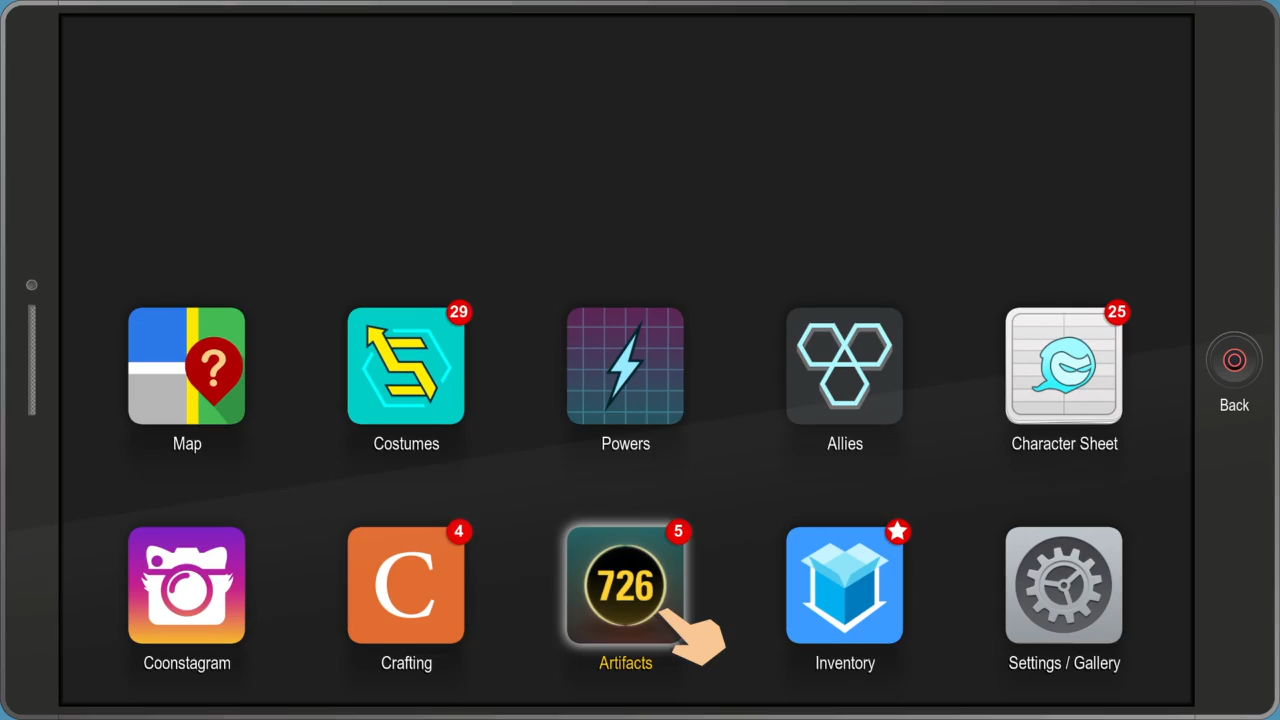 29
25
?
Map
Costumes
Powers
Allies
Character Sheet
Back
4
5
C
726
Coonstagram
Crafting
Artifacts
Inventory
Settings / Gallery